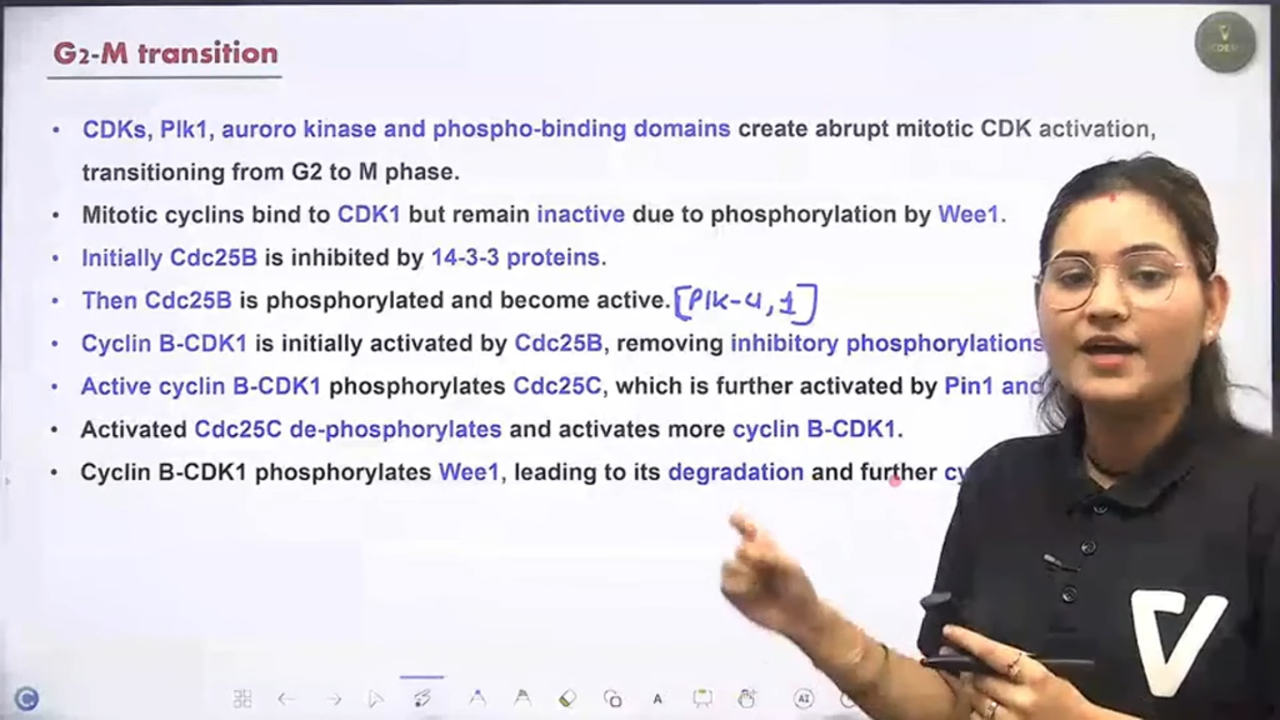 G2-M transition
• CDKs, Plk1, auroro kinase and phospho-binding domains create abrupt mitotic CDK activation,
transitioning from G2 to M phase.
• Mitotic cyclins bind to CDK1 but remain inactive due to phosphorylation by Wee1.
• Initially Cdc25B is inhibited by 14-3-3 proteins.
• Then Cdc25B is phosphorylated and become active. [Plk-4,1]
• Cyclin B-CDK1 is initially activated by Cdc25B, removing inhibitory phosphorylations
• Active cyclin B-CDK1 phosphorylates Cdc25C, which is further activated by Pin1 and
• Activated Cdc25C de-phosphorylates and activates more cyclin B-CDK1.
• Cyclin B-CDK1 phosphorylates Wee1, leading to its degradation and further cy
V
A
AI